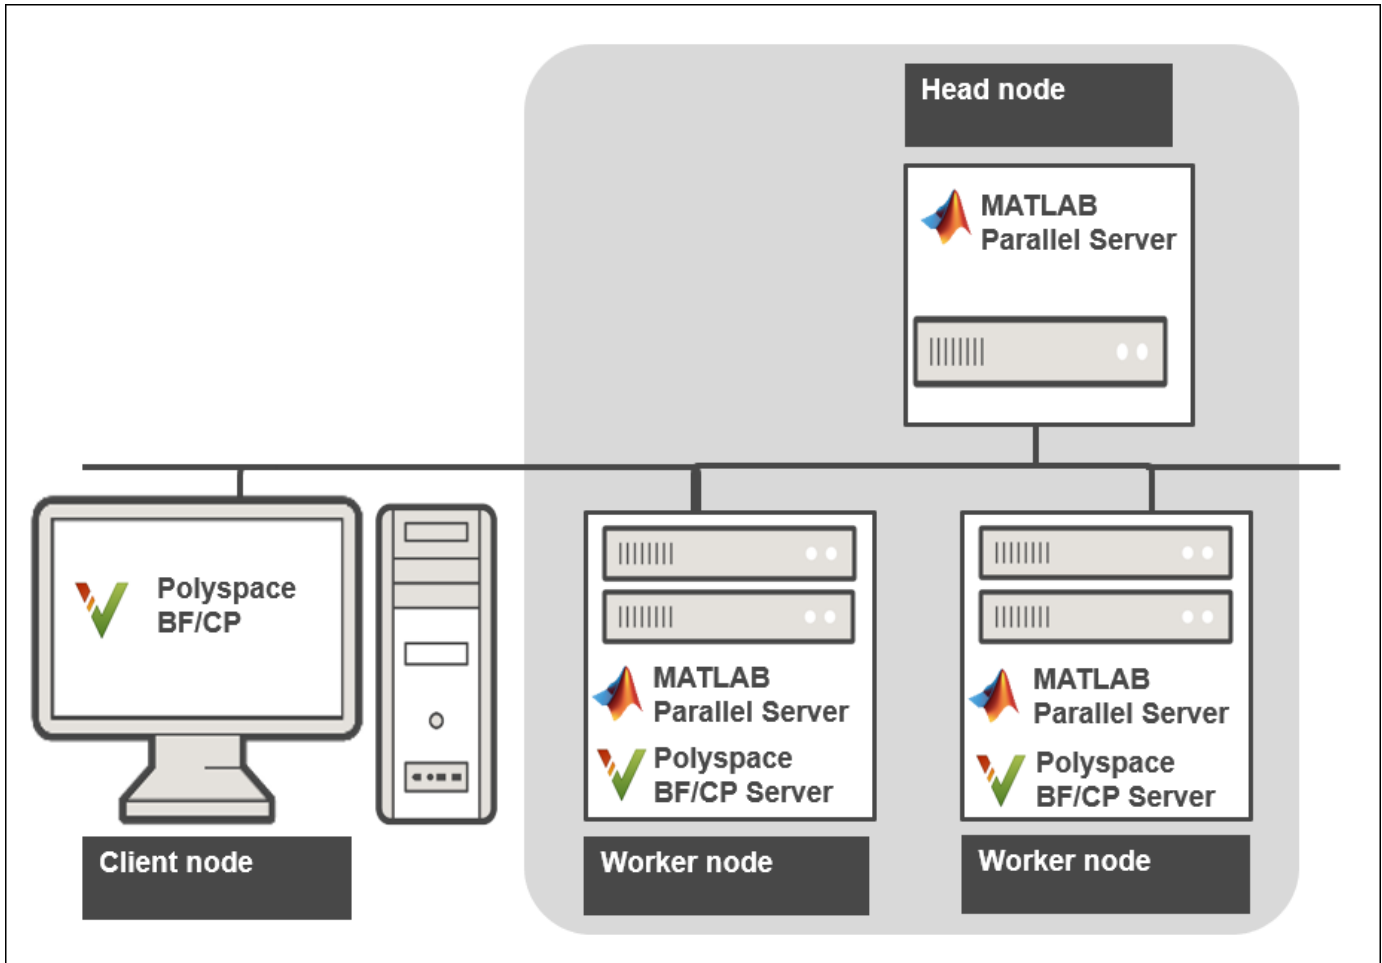 Head node
MATLAB
Parallel Server
Polyspace
BF/CP
MATLAB
Parallel Server
Polyspace
BF/CP Server
MATLAB
Parallel Server
Polyspace
BF/CP Server
Client node
Worker node
Worker node